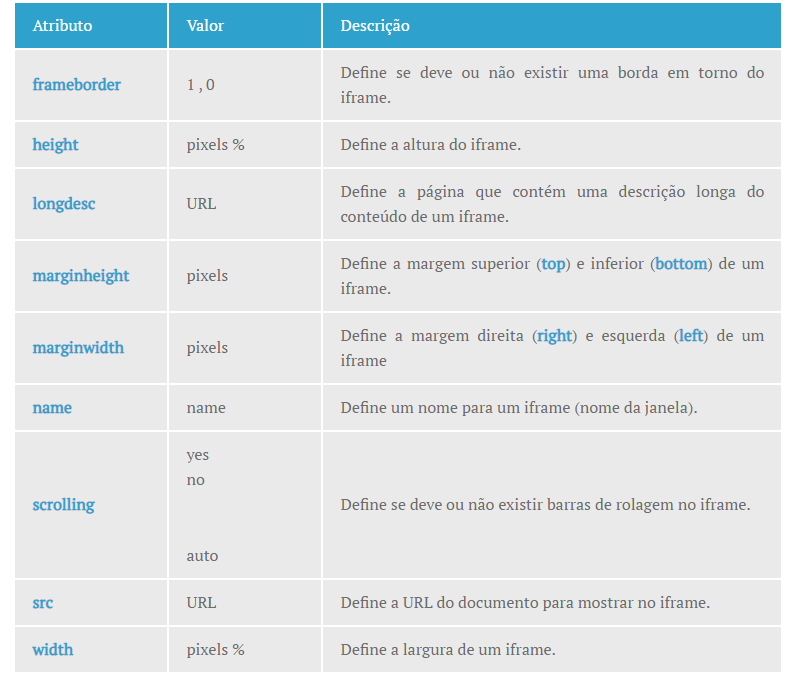 Atributo Valor Descrição
frameborder 1 , 0 Define se deve ou não existir uma borda em torno do
iframe.
height pixels % Define a altura do iframe.
longdesc URL Define a página que contém uma descrição longa do
conteúdo de um iframe.
marginheight pixels Define a margem superior (top) e inferior (bottom) de um
iframe.
marginwidth pixels Define a margem direita (right) e esquerda (left) de um
iframe
name name Define um nome para um iframe (nome da janela).
scrolling yes
no
auto
Define se deve ou não existir barras de rolagem no iframe.
src URL Define a URL do documento para mostrar no iframe.
width pixels % Define a largura de um iframe.